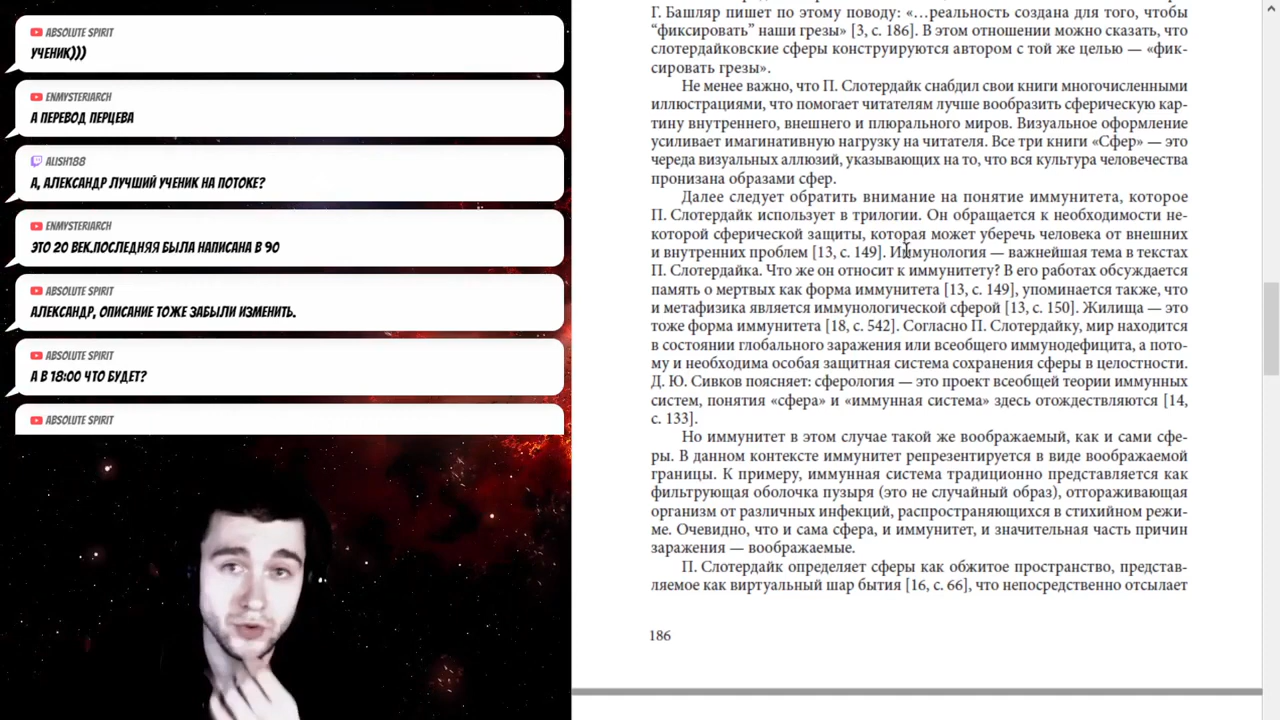 ABSOLUTE SPIRIT
УЧЕНИК)))
ENMYSTERIARCH
А ПЕРЕВОД ПЕРЦЕВА
ALISH188
А, АЛЕКСАНДР ЛУЧШИЙ УЧЕНИК НА ПОТОКЕ?
ENMYSTERIARCH
ЭТО 20 ВЕК.ПОСЛЕДНЯЯ БЫЛА НАПИСАНА В 90
ABSOLUTE SPIRIT
АЛЕКСАНДР, ОПИСАНИЕ ТОЖЕ ЗАБЫЛИ ИЗМЕНИТЬ.
ABSOLUTE SPIRIT
А В 18:00 ЧТО БУДЕТ?
ABSOLUTE SPIRIT
Г. Башляр пишет по этому поводу: «…реальность создана для того, чтобы
“фиксировать” наши грезы» [3, с. 186]. В этом отношении можно сказать, что
слотердайковские сферы конструируются автором с той же целью — «фик-
сировать грезы».
Не менее важно, что П. Слотердайк снабдил свои книги многочисленными
иллюстрациями, что помогает читателям лучше вообразить сферическую кар-
тину внутреннего, внешнего и плюрального миров. Визуальное оформление
усиливает имагинативную нагрузку на читателя. Все три книги «Сфер» — это
череда визуальных аллюзий, указывающих на то, что вся культура человечества
пронизана образами сфер.
Далее следует обратить внимание на понятие иммунитета, которое
П. Слотердайк использует в трилогии. Он обращается к необходимости не-
которой сферической защиты, которая может уберечь человека от внешних
и внутренних проблем [13, с. 149]. Иммунология — важнейшая тема в текстах
П. Слотердайка. Что же он относит к иммунитету? В его работах обсуждается
память о мертвых как форма иммунитета [13, с. 149], упоминается также, что
и метафизика является иммунологической сферой [13, с. 150]. Жилища — это
тоже форма иммунитета [18, с. 542]. Согласно П. Слотердайку, мир находится
в состоянии глобального заражения или всеобщего иммунодефицита, а пото-
му и необходима особая защитная система сохранения сферы в целостности.
Д. Ю. Сивков поясняет: сферология — это проект всеобщей теории иммунных
систем, понятия «сфера» и «иммунная система» здесь отождествляются [14,
с. 133].
Но иммунитет в этом случае такой же воображаемый, как и сами сфе-
ры. В данном контексте иммунитет репрезентируется в виде воображаемой
границы. К примеру, иммунная система традиционно представляется как
фильтрующая оболочка пузыря (это не случайный образ), отгораживающая
организм от различных инфекций, распространяющихся в стихийном режи-
ме. Очевидно, что и сама сфера, и иммунитет, и значительная часть причин
заражения — воображаемые.
П. Слотердайк определяет сферы как обжитое пространство, представ-
ляемое как виртуальный шар бытия [16, с. 66], что непосредственно отсылает
186